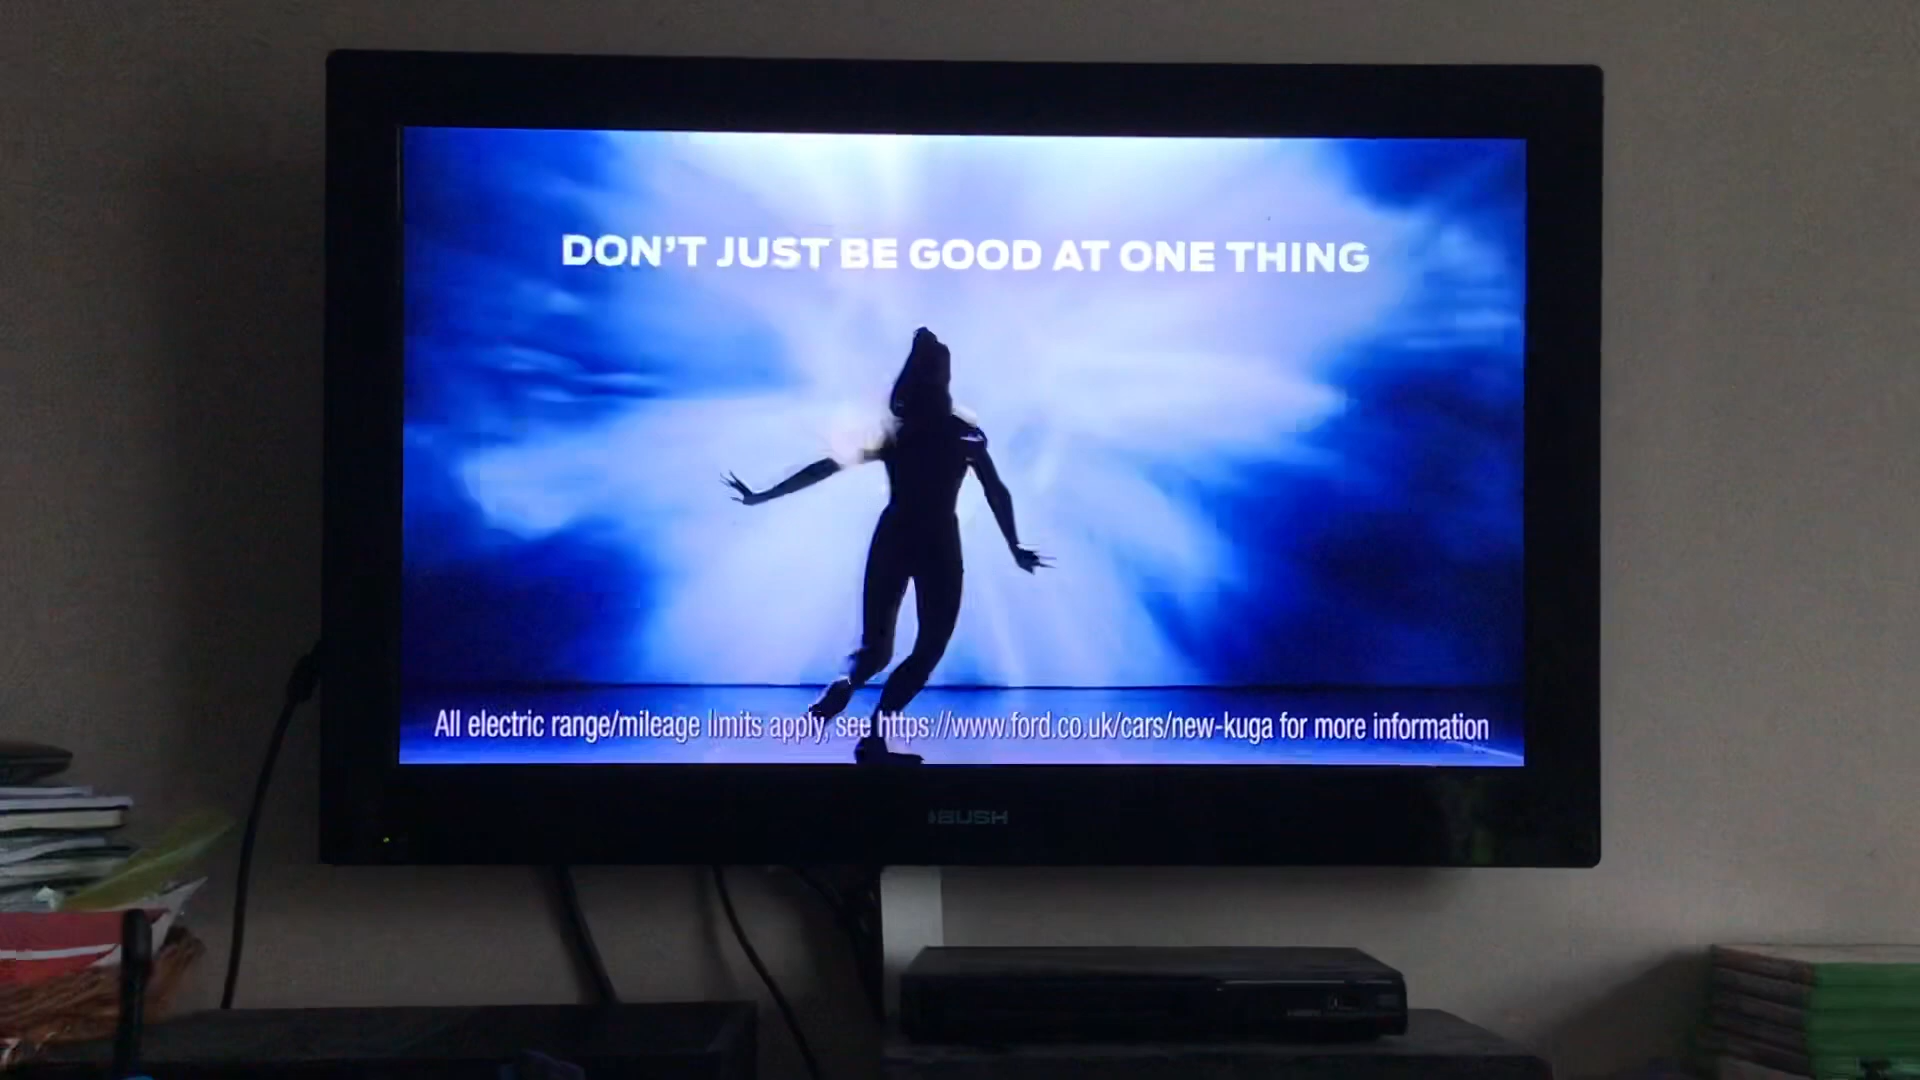 DON'T JUST BE GOOD AT ONE THING
All electric range/mileage limits apply, see https://www.ford.co.uk/cars/new-kuga for more information
BUSH